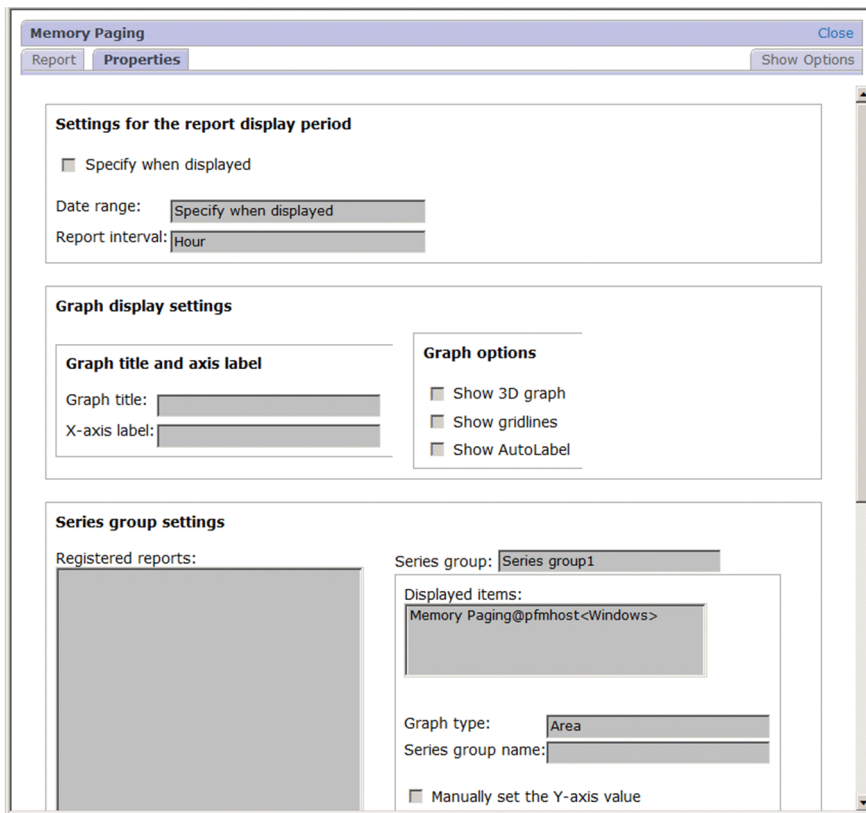 Memory Paging Close
Report Properties Show Options
Settings for the report display period
Specify when displayed
Date range: Specify when displayed
Report interval: Hour
Graph display settings
Graph title and axis label
Graph title:
X-axis label:
Graph options
Show 3D graph
Show gridlines
Show AutoLabel
Series group settings
Registered reports:
Series group: Series group1
Displayed items:
Memory Paging@pfmhost<Windows>
Graph type: Area
Series group name:
Manually set the Y-axis value